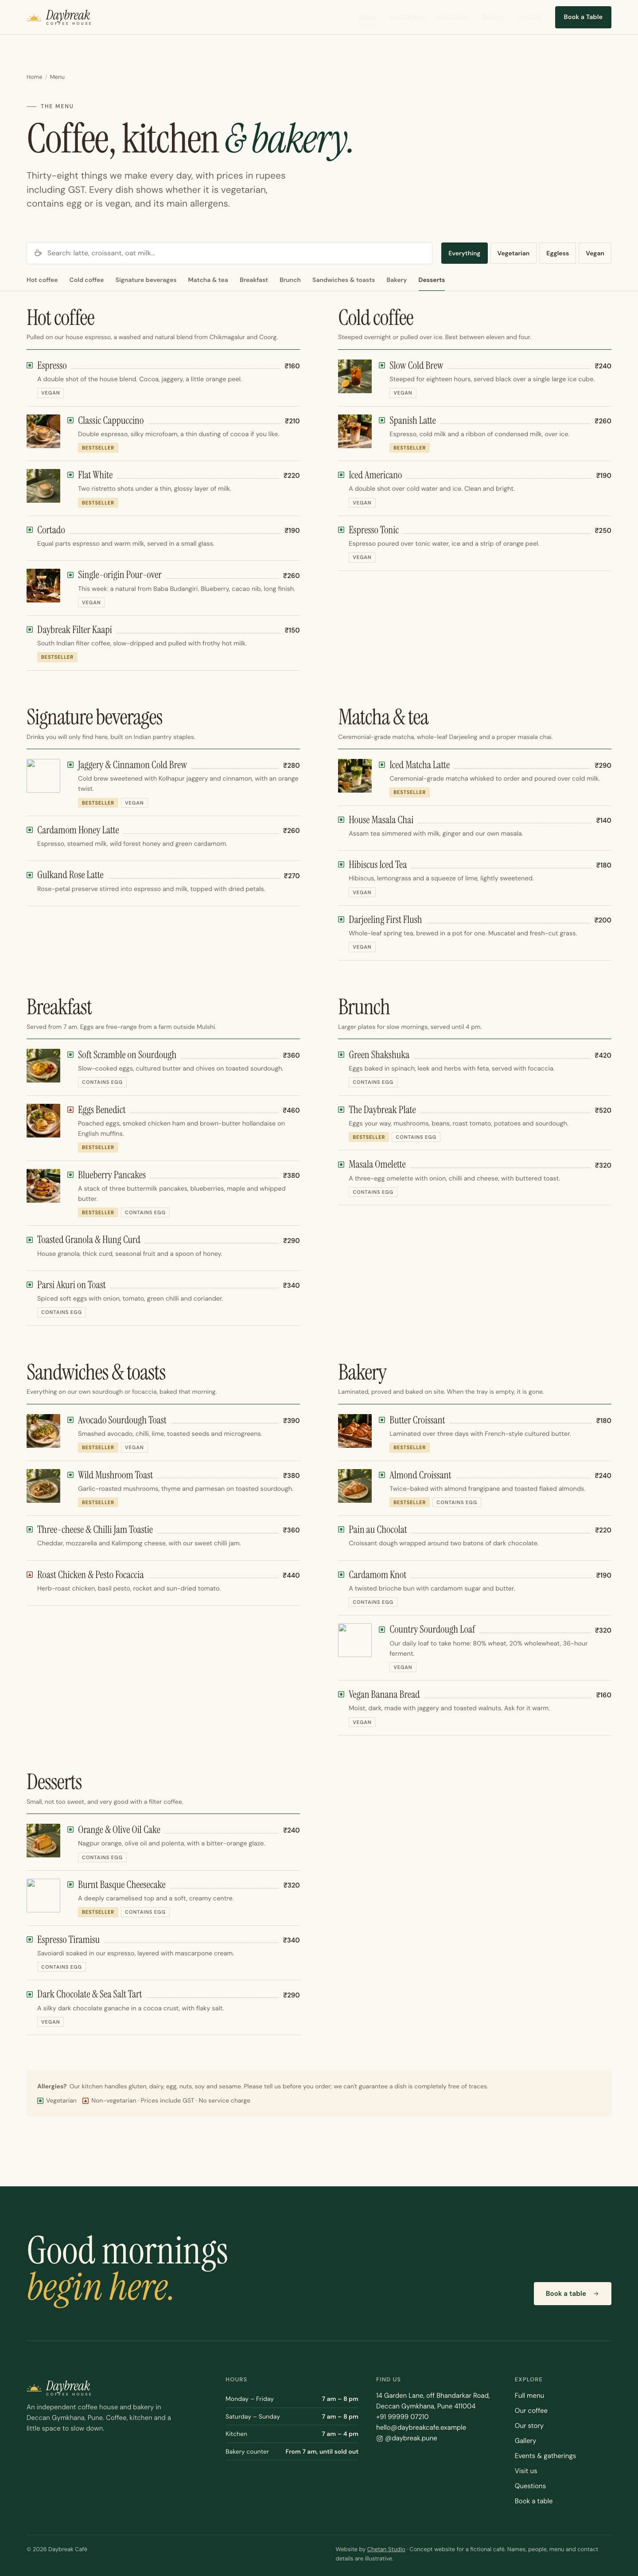 Daybreak
COFFEE HOUSE
Book a Table
Home / Menu
THE MENU
Coffee, kitchen & bakery.
Thirty-eight things we make every day, with prices in rupees
including GST. Every dish shows whether it is vegetarian,
contains egg or is vegan, and its main allergens.
Search: latte, croissant, oat milk...
Everything
Vegetarian
Eggless
Vegan
Hot coffee
Cold coffee
Signature beverages
Matcha & tea
Breakfast
Brunch
Sandwiches & toasts
Bakery
Desserts
Hot coffee
Pulled on our house espresso, a washed and natural blend from Chikmagalur and Coorg.
Espresso ₹160
A double shot of the house blend. Cocoa, jaggery, a little orange peel.
VEGAN
Classic Cappuccino ₹210
Double espresso, silky microfoam, a thin dusting of cocoa if you like.
BESTSELLER
Flat White ₹220
Two ristretto shots under a thin, glossy layer of milk.
BESTSELLER
Cortado ₹190
Equal parts espresso and warm milk, served in a small glass.
Single-origin Pour-over ₹260
This week: a natural from Baba Budangiri. Blueberry, cacao nib, long finish.
VEGAN
Daybreak Filter Kaapi ₹150
South Indian filter coffee, slow-dripped and pulled with frothy hot milk.
BESTSELLER
Cold coffee
Steeped overnight or pulled over ice. Best between eleven and four.
Slow Cold Brew ₹240
Steeped for eighteen hours, served black over a single large ice cube.
VEGAN
Spanish Latte ₹260
Espresso, cold milk and a ribbon of condensed milk, over ice.
BESTSELLER
Iced Americano ₹190
A double shot over cold water and ice. Clean and bright.
VEGAN
Espresso Tonic ₹250
Espresso poured over tonic water, ice and a strip of orange peel.
VEGAN
Signature beverages
Drinks you will only find here, built on Indian pantry staples.
Jaggery & Cinnamon Cold Brew ₹280
Cold brew sweetened with Kolhapur jaggery and cinnamon, with an orange
twist.
BESTSELLER VEGAN
Cardamom Honey Latte ₹260
Espresso, steamed milk, wild forest honey and green cardamom.
Gulkand Rose Latte ₹270
Rose-petal preserve stirred into espresso and milk, topped with dried petals.
Matcha & tea
Ceremonial-grade matcha, whole-leaf Darjeeling and a proper masala chai.
Iced Matcha Latte ₹290
Ceremonial-grade matcha whisked to order and poured over cold milk.
BESTSELLER
House Masala Chai ₹140
Assam tea simmered with milk, ginger and our own masala.
Hibiscus Iced Tea ₹180
Hibiscus, lemongrass and a squeeze of lime, lightly sweetened.
VEGAN
Darjeeling First Flush ₹200
Whole-leaf spring tea, brewed in a pot for one. Muscatel and fresh-cut grass.
VEGAN
Breakfast
Served from 7 am. Eggs are free-range from a farm outside Mulshi.
Soft Scramble on Sourdough ₹360
Slow-cooked eggs, cultured butter and chives on toasted sourdough.
CONTAINS EGG
Eggs Benedict ₹460
Poached eggs, smoked chicken ham and brown-butter hollandaise on
English muffins.
BESTSELLER
Blueberry Pancakes ₹380
A stack of three buttermilk pancakes, blueberries, maple and whipped
butter.
BESTSELLER CONTAINS EGG
Toasted Granola & Hung Curd ₹290
House granola, thick curd, seasonal fruit and a spoon of honey.
Parsi Akuri on Toast ₹340
Spiced soft eggs with onion, tomato, green chilli and coriander.
CONTAINS EGG
Brunch
Larger plates for slow mornings, served until 4 pm.
Green Shakshuka ₹420
Eggs baked in spinach, leek and herbs with feta, served with focaccia.
CONTAINS EGG
The Daybreak Plate ₹520
Eggs your way, mushrooms, beans, roast tomato, potatoes and sourdough.
BESTSELLER CONTAINS EGG
Masala Omelette ₹320
A three-egg omelette with onion, chilli and cheese, with buttered toast.
CONTAINS EGG
Sandwiches & toasts
Everything on our own sourdough or focaccia, baked that morning.
Avocado Sourdough Toast ₹390
Smashed avocado, chilli, lime, toasted seeds and microgreens.
BESTSELLER VEGAN
Wild Mushroom Toast ₹380
Garlic-roasted mushrooms, thyme and parmesan on toasted sourdough.
BESTSELLER
Three-cheese & Chilli Jam Toastie ₹360
Cheddar, mozzarella and Kalimpong cheese, with our sweet chilli jam.
Roast Chicken & Pesto Focaccia ₹440
Herb-roast chicken, basil pesto, rocket and sun-dried tomato.
Bakery
Laminated, proved and baked on site. When the tray is empty, it is gone.
Butter Croissant ₹180
Laminated over three days with French-style cultured butter.
BESTSELLER
Almond Croissant ₹240
Twice-baked with almond frangipane and toasted flaked almonds.
BESTSELLER CONTAINS EGG
Pain au Chocolat ₹220
Croissant dough wrapped around two batons of dark chocolate.
Cardamom Knot ₹190
A twisted brioche bun with cardamom sugar and butter.
CONTAINS EGG
Country Sourdough Loaf ₹320
Our daily loaf to take home: 80% wheat, 20% wholewheat, 36-hour
ferment.
VEGAN
Vegan Banana Bread ₹160
Moist, dark, made with jaggery and toasted walnuts. Ask for it warm.
VEGAN
Desserts
Small, not too sweet, and very good with a filter coffee.
Orange & Olive Oil Cake ₹240
Nagpur orange, olive oil and polenta, with a bitter-orange glaze.
CONTAINS EGG
Burnt Basque Cheesecake ₹320
A deeply caramelised top and a soft, creamy centre.
BESTSELLER CONTAINS EGG
Espresso Tiramisu ₹340
Savoiardi soaked in our espresso, layered with mascarpone cream.
CONTAINS EGG
Dark Chocolate & Sea Salt Tart ₹290
A silky dark chocolate ganache in a cocoa crust, with flaky salt.
VEGAN
Allergies? Our kitchen handles gluten, dairy, egg, nuts, soy and sesame. Please tell us before you order; we can't guarantee a dish is completely free of traces.
Vegetarian Non-vegetarian · Prices include GST · No service charge
Good mornings
begin here.
Book a table →
Daybreak
COFFEE HOUSE
An independent coffee house and bakery in
Deccan Gymkhana, Pune. Coffee, kitchen and a
little space to slow down.
HOURS
Monday – Friday 7 am – 8 pm
Saturday – Sunday 7 am – 8 pm
Kitchen 7 am – 4 pm
Bakery counter From 7 am, until sold out
FIND US
14 Garden Lane, off Bhandarkar Road,
Deccan Gymkhana, Pune 411004
+91 99999 07210
hello@daybreakcafe.example
@daybreak.pune
EXPLORE
Full menu
Our coffee
Our story
Gallery
Events & gatherings
Visit us
Questions
Book a table
© 2026 Daybreak Café
Website by Chetan Studio · Concept website for a fictional café. Names, people, menu and contact
details are illustrative.